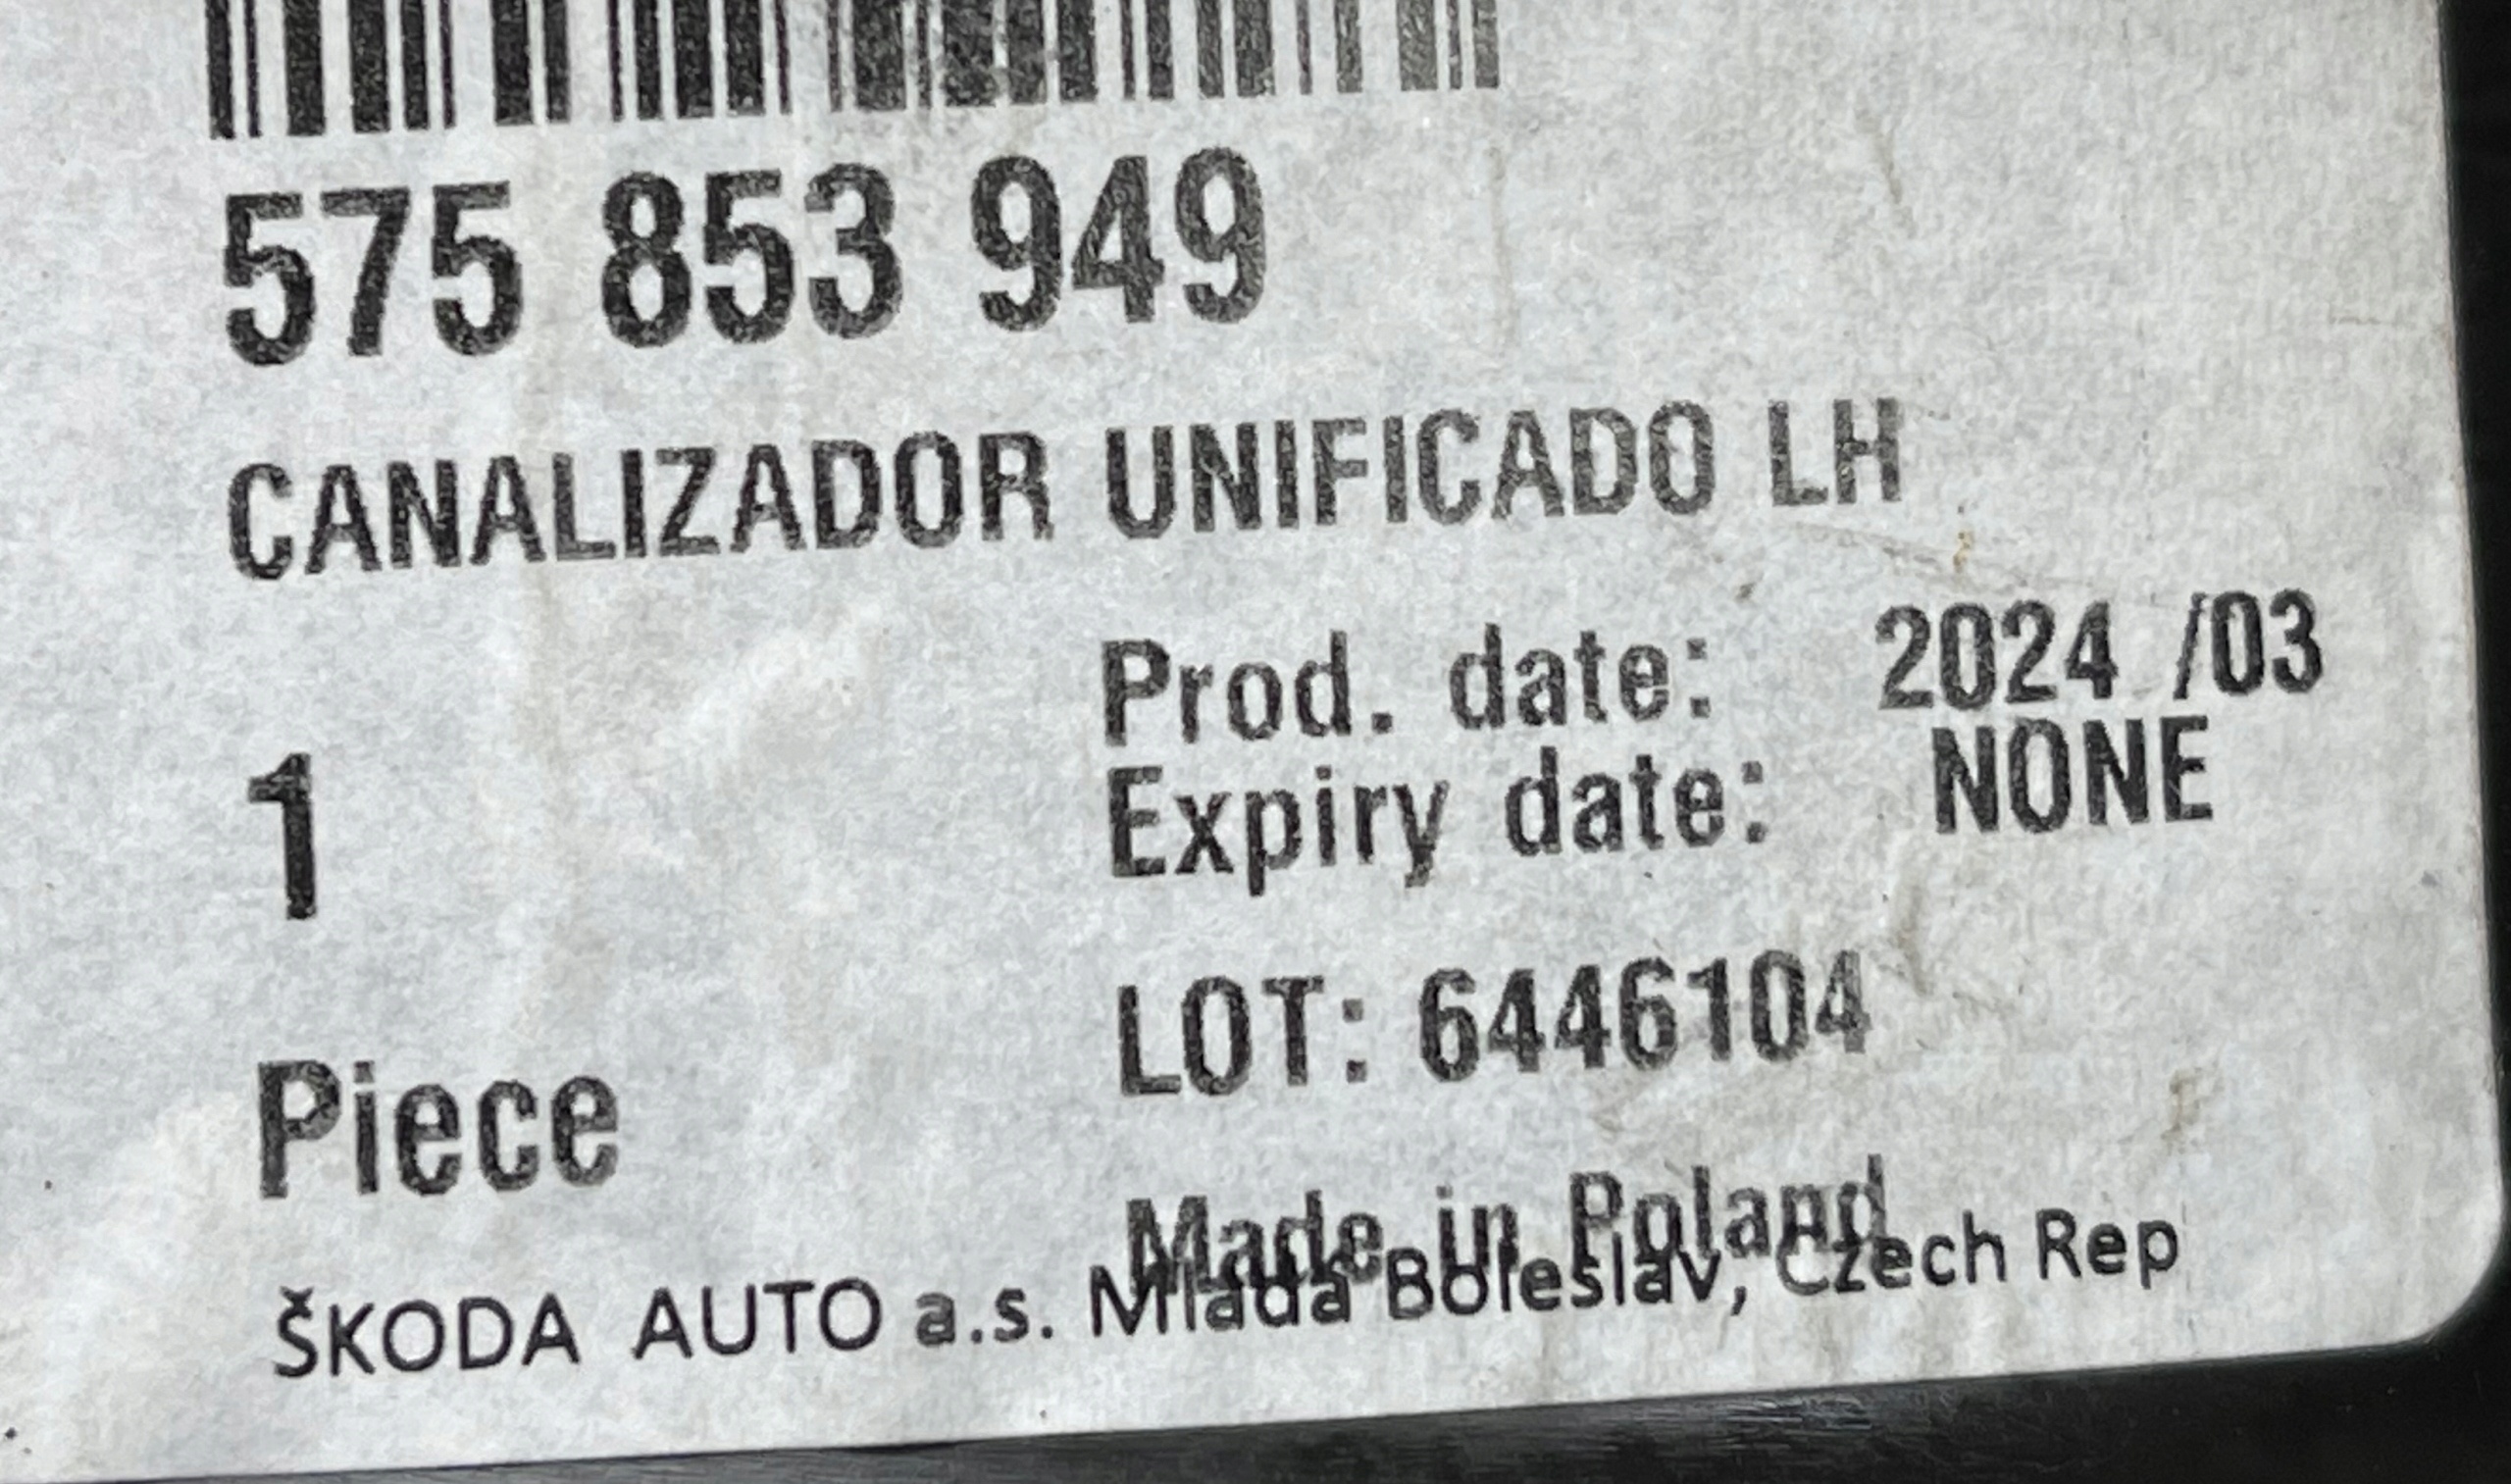 575 853 949
CANALIZADOR UNIFICADO LH
Prod. date: 2024 /03
1 Expiry date: NONE
LOT: 6446104
Piece
Made in Poland
ŠKODA AUTO a.s. Mladá Boleslav, Czech Rep